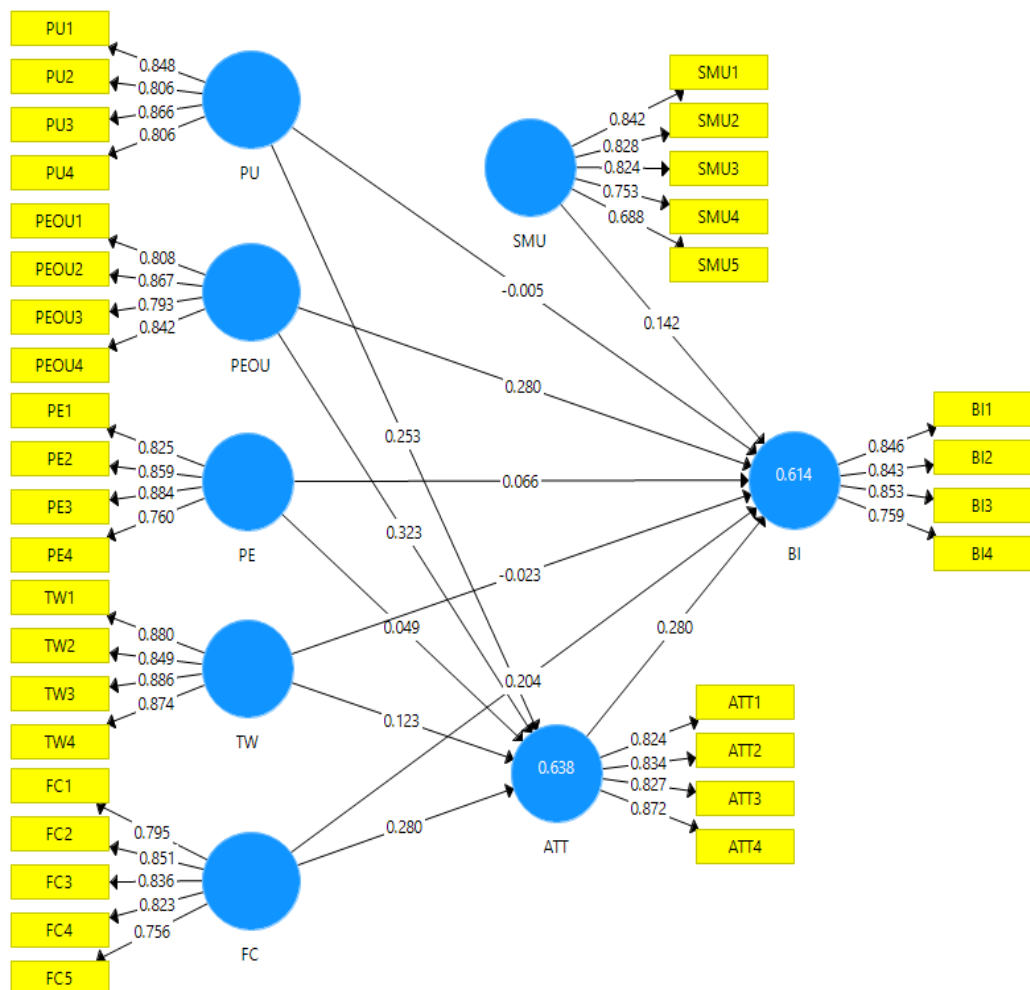 PU1
PU2
PU3
PU4
0.848
0.806
0.866
0.806
PU
PEOU1
PEOU2
PEOU3
PEOU4
0.808
0.867
0.793
0.842
PEOU
PE1
PE2
PE3
PE4
0.825
0.859
0.884
0.760
PE
TW1
TW2
TW3
TW4
0.880
0.849
0.886
0.874
TW
FC1
FC2
FC3
FC4
FC5
0.795
0.851
0.836
0.823
0.756
FC
SMU
0.842
0.828
0.824
0.753
0.688
SMU1
SMU2
SMU3
SMU4
SMU5
-0.005
0.142
0.280
0.253
0.066
0.323
-0.023
0.049
0.280
0.204
0.123
0.280
0.614
BI
0.846
0.843
0.853
0.759
BI1
BI2
BI3
BI4
0.638
ATT
0.824
0.834
0.827
0.872
ATT1
ATT2
ATT3
ATT4